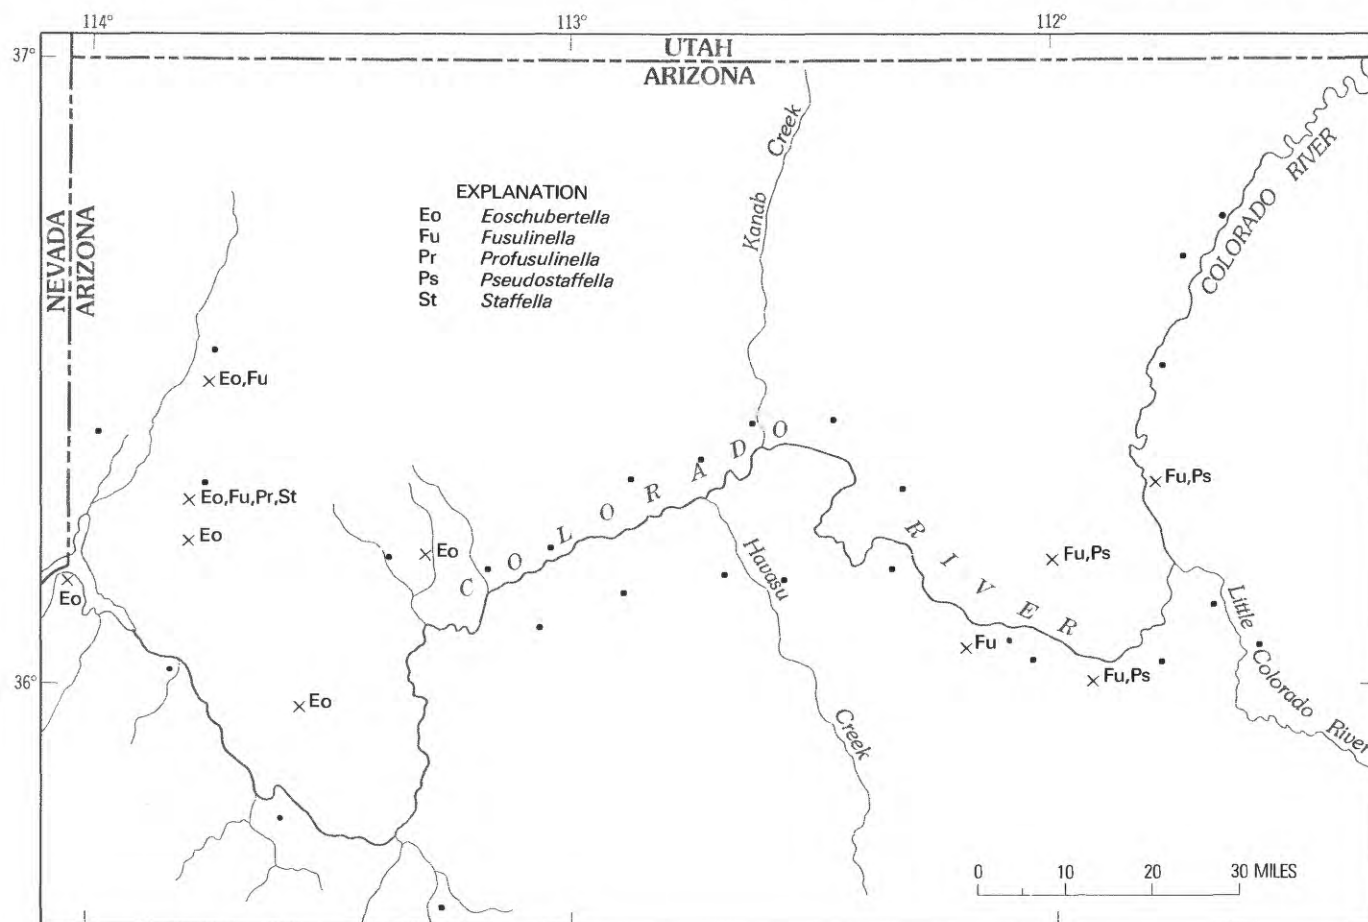 114°
113°
112°
37°
UTAH
ARIZONA
NEVADA
ARIZONA
Kanab Creek
COLORADO RIVER
EXPLANATION
Eo Eoschubertella
Fu Fusulinella
Pr Profusulinella
Ps Pseudostaffella
St Staffella
Eo,Fu
Eo,Fu,Pr,St
Eo
Eo
Eo
Eo
COLORADO RIVER
Havasu Creek
Fu,Ps
Fu,Ps
Fu
Fu,Ps
Little Colorado River
36°
0 10 20 30 MILES